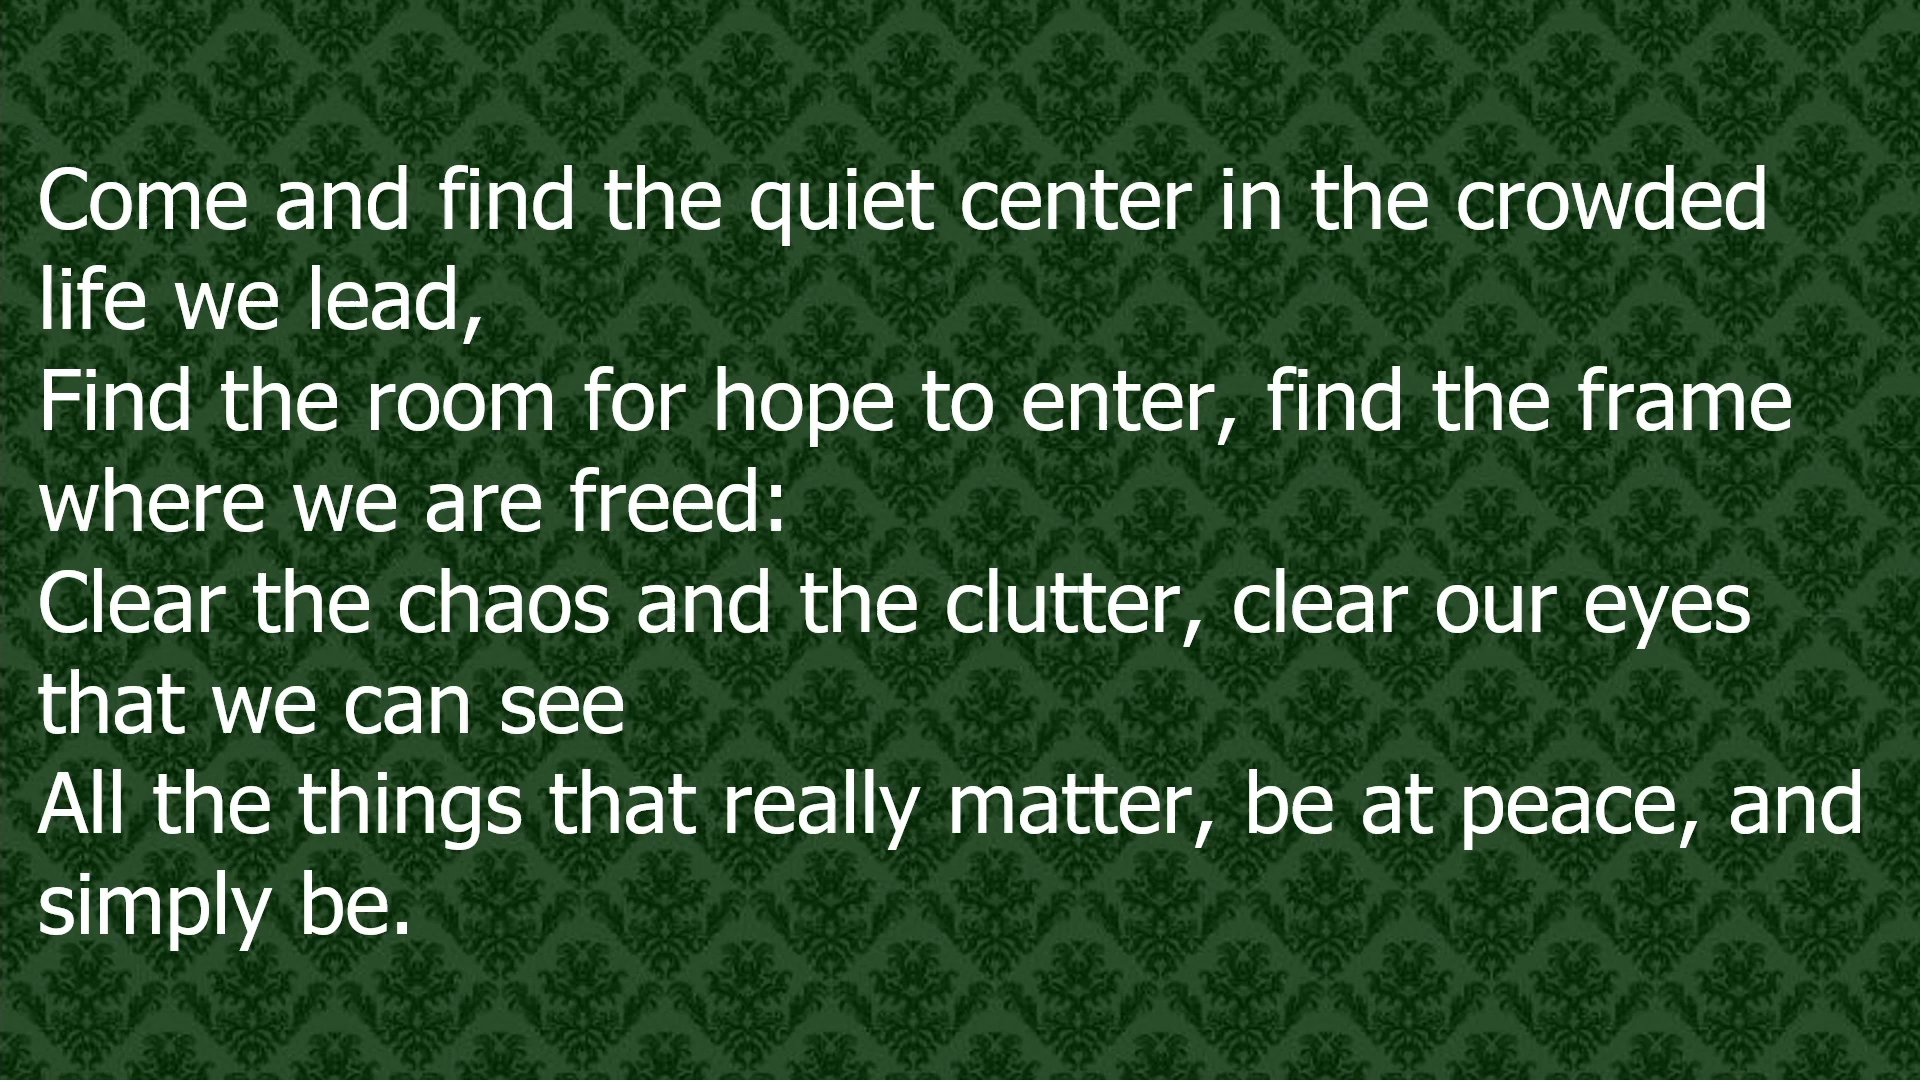 Come and find the quiet center in the crowded
life we lead,
Find the room for hope to enter, find the frame
where we are freed:
Clear the chaos and the clutter, clear our eyes
that we can see
All the things that really matter, be at peace, and
simply be.